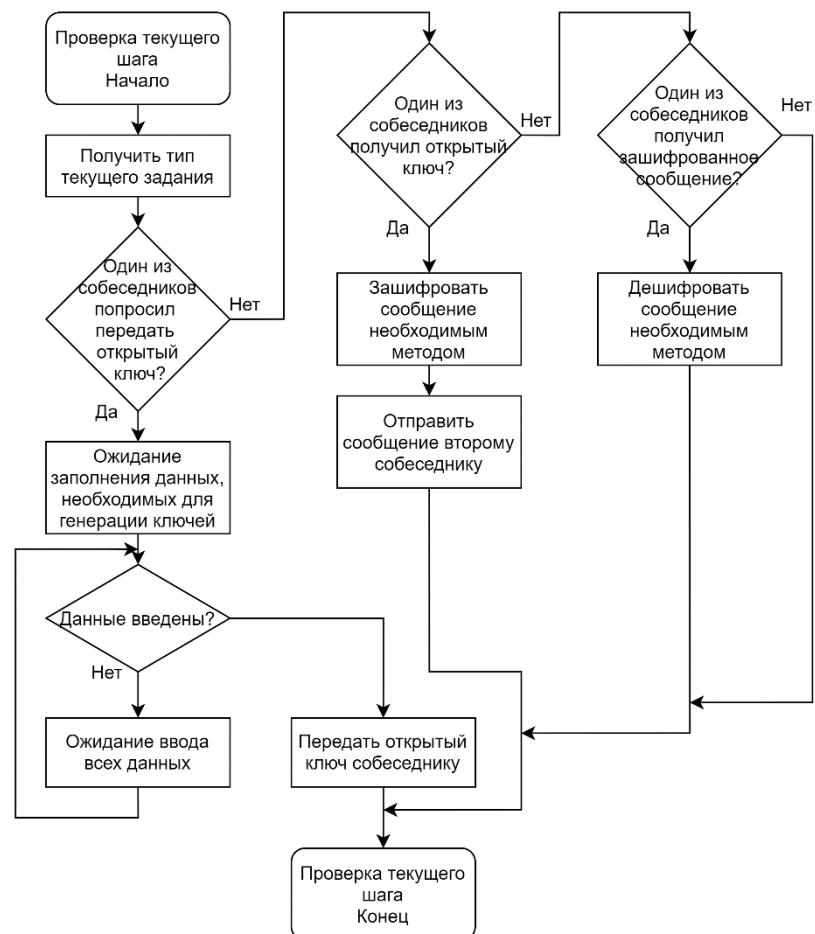 Проверка текущего
шага
Начало
Получить тип
текущего задания
Один из
собеседников
попросил
передать
открытый
ключ?
Нет
Да
Ожидание
заполнения данных,
необходимых для
генерации ключей
Данные введены?
Нет
Ожидание ввода
всех данных
Передать открытый
ключ собеседнику
Проверка текущего
шага
Конец
Один из
собеседников
получил открытый
ключ?
Нет
Да
Зашифровать
сообщение
необходимым
методом
Отправить
сообщение второму
собеседнику
Один из
собеседников
получил
зашифрованное
сообщение?
Нет
Да
Дешифровать
сообщение
необходимым
методом